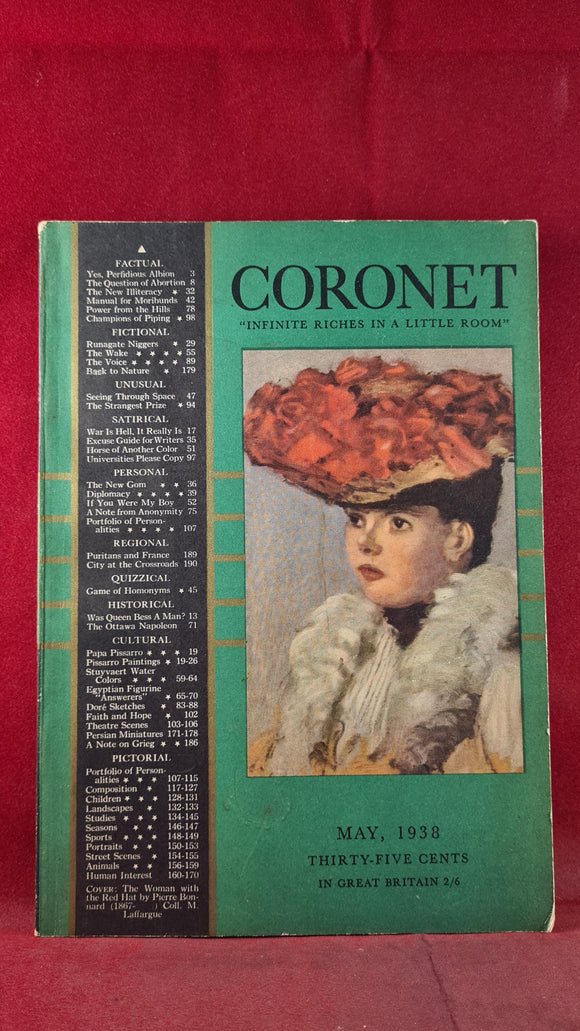 FACTUAL
Yes, Perfidious Albion 3
The Question of Abortion 8
The New Illiteracy ★ 32
Manual for Moribunds 42
Power from the Hills 78
Champions of Piping ★ 98
FICTIONAL
Runagate Niggers ★ 29
The Wake ★ ★ ★ ★ 55
The Voice ★ ★ ★ ★ 89
Back to Nature ★ 179
UNUSUAL
Seeing Through Space 47
The Strangest Prize ★ 94
SATIRICAL
War Is Hell, It Really Is 17
Excuse Guide for Writers 35
Horse of Another Color 51
Universities Please Copy 97
PERSONAL
The New Gom ★ ★ 36
Diplomacy ★ ★ ★ ★ 39
If You Were My Boy 52
A Note from Anonymity 75
Portfolio of Person-
alities ★ ★ ★ ★ 107
REGIONAL
Puritans and France 189
City at the Crossroads 190
QUIZZICAL
Game of Homonyms ★ 45
HISTORICAL
Was Queen Bess A Man? 13
The Ottawa Napoleon 71
CULTURAL
Papa Pissarro ★ ★ ★ 19
Pissarro Paintings ★ 19-26
Stuyvaert Water
Colors ★ ★ ★ 59-64
Egyptian Figurine
"Answerers" ★ 65-70
Doré Sketches ★ 83-88
Faith and Hope ★ 102
Theatre Scenes 103-106
Persian Miniatures 171-178
A Note on Grieg ★ ★ 186
PICTORIAL
Portfolio of Person-
alities ★ ★ ★ 107-115
Composition ★ 117-127
Children ★ ★ ★ 128-131
Landscapes ★ 132-133
Studies ★ ★ ★ 134-145
Seasons ★ ★ 146-147
Sports ★ ★ ★ 148-149
Portraits ★ ★ 150-153
Street Scenes ★ 154-155
Animals ★ ★ 156-159
Human Interest 160-170
COVER: The Woman with
the Red Hat by Pierre Bon-
nard (1867- ) Coll. M.
Laffargue
CORONET
"INFINITE RICHES IN A LITTLE ROOM"
MAY, 1938
THIRTY-FIVE CENTS
IN GREAT BRITAIN 2/6